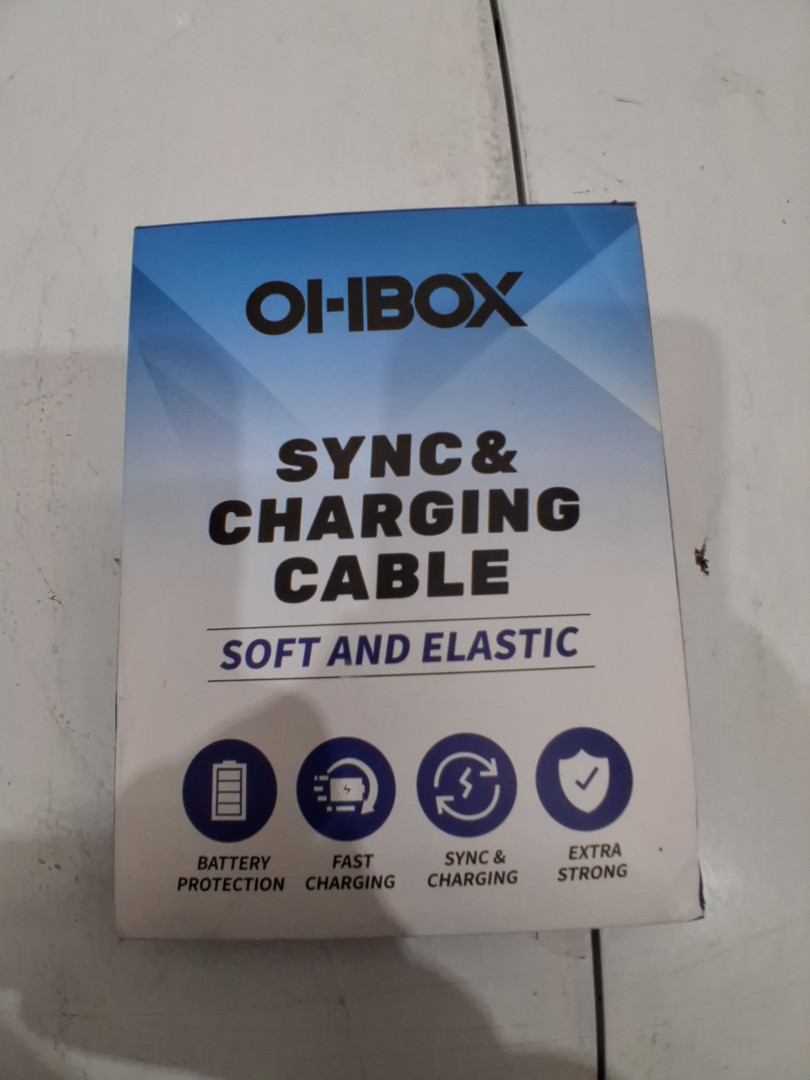 OHBOX
SYNC &
CHARGING
CABLE
SOFT AND ELASTIC
BATTERY
PROTECTION
FAST
CHARGING
SYNC &
CHARGING
EXTRA
STRONG